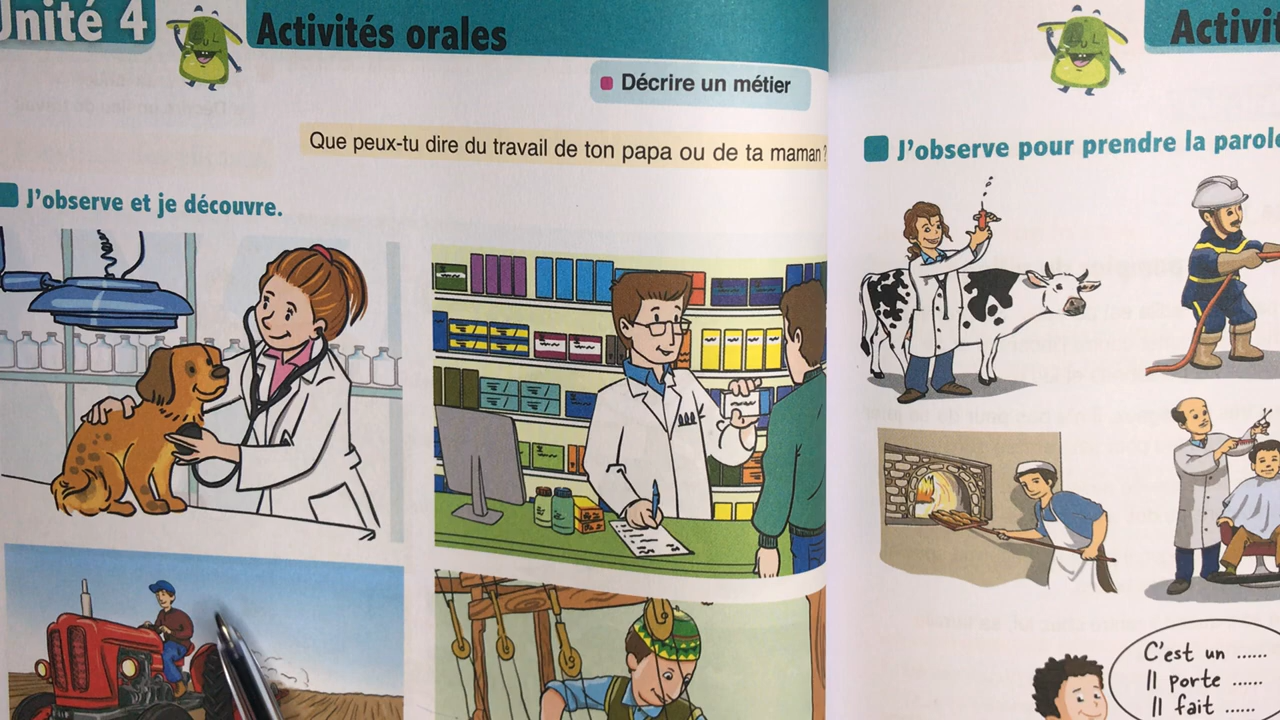 Unité 4
Activités orales
Décrire un métier
Que peux-tu dire du travail de ton papa ou de ta maman ?
J'observe et je découvre.
Activit
J'observe pour prendre la parole
C'est un ......
Il porte ......
Il fait ......